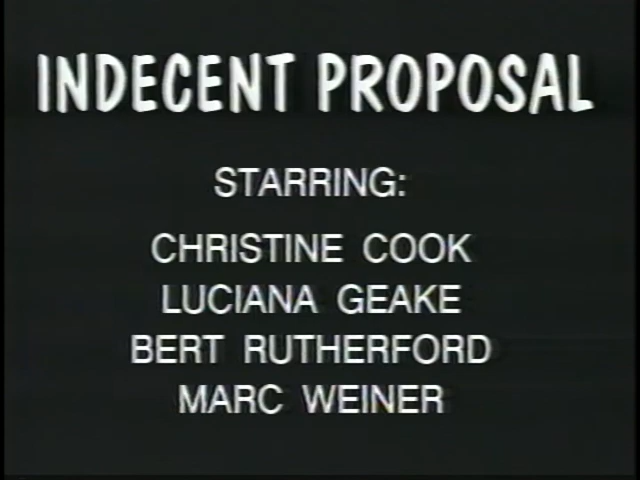 INDECENT PROPOSAL
STARRING:
CHRISTINE COOK
LUCIANA GEAKE
BERT RUTHERFORD
MARC WEINER